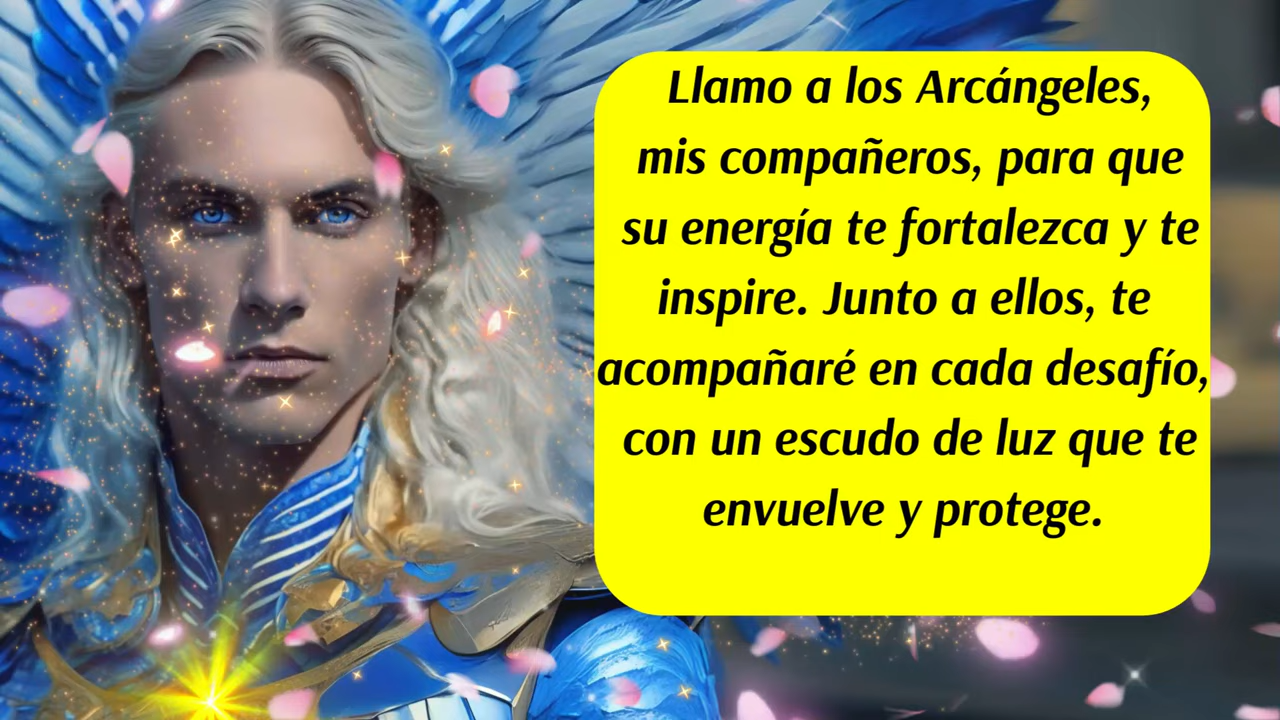 Llamo a los Arcángeles,
mis compañeros, para que
su energía te fortalezca y te
inspire. Junto a ellos, te
acompañaré en cada desafío,
con un escudo de luz que te
envuelve y protege.